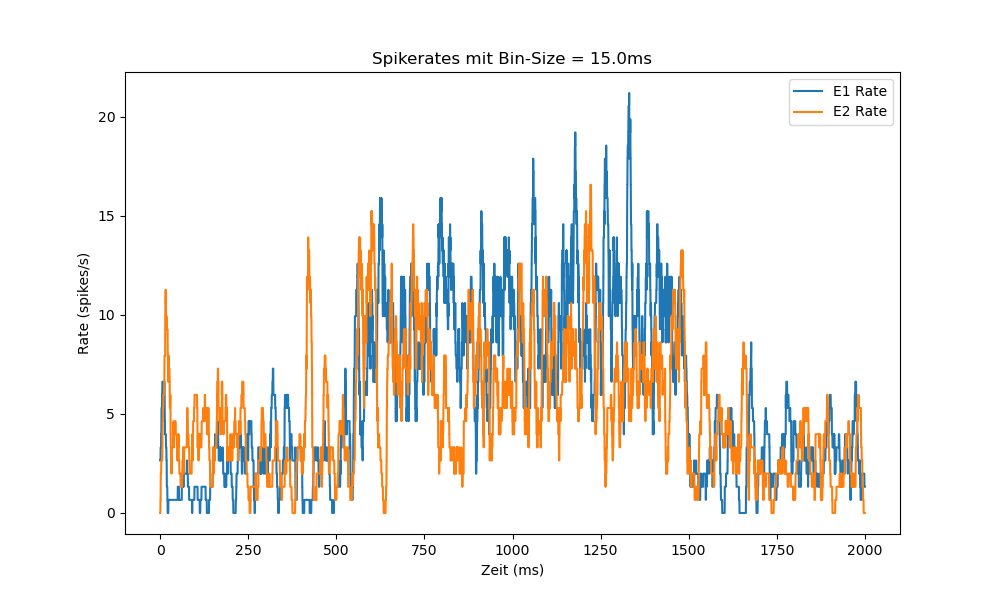 Spikerates mit Bin-Size = 15.0ms
E1 Rate
E2 Rate
Rate (spikes/s)
20
15
10
5
0
0 250 500 750 1000 1250 1500 1750 2000
Zeit (ms)